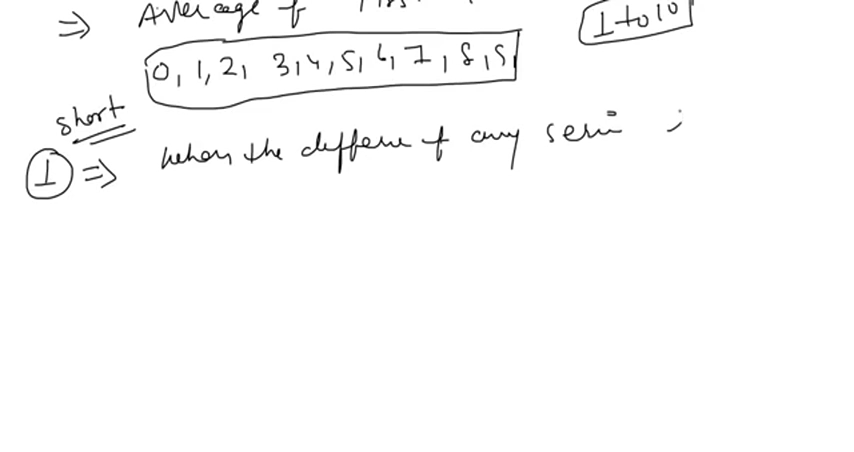 ⇒ Average of 1 to 10
0, 1, 2, 3, 4, 5, 6, 7, 8, 9
short
① ⇒ when the differen of any seri